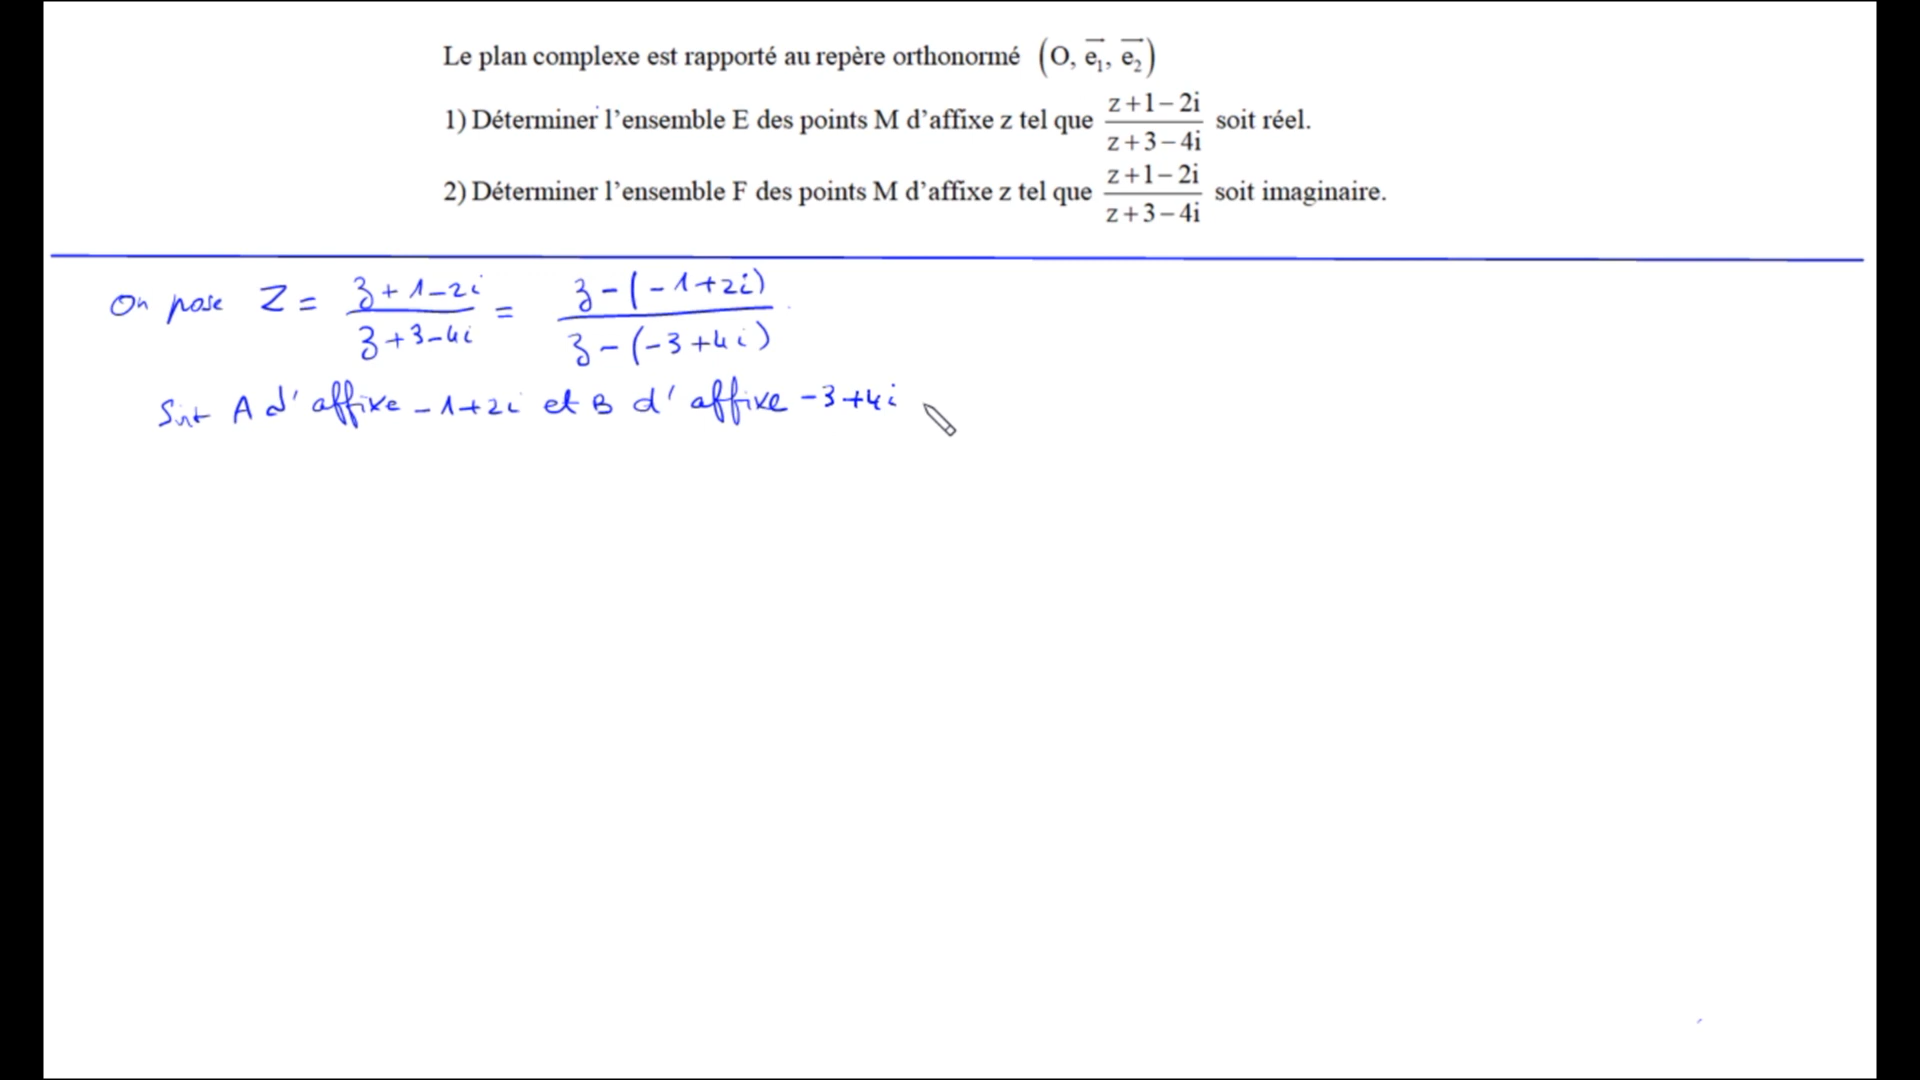 Le plan complexe est rapporté au repère orthonormé (O, e₁, e₂)
1) Déterminer l'ensemble E des points M d'affixe z tel que (z+1−2i)/(z+3−4i) soit réel.
2) Déterminer l'ensemble F des points M d'affixe z tel que (z+1−2i)/(z+3−4i) soit imaginaire.
On pose Z = (z+1−2i)/(z+3−4i) = (z−(−1+2i))/(z−(−3+4i))
Soit A d'affixe −1+2i et B d'affixe −3+4i